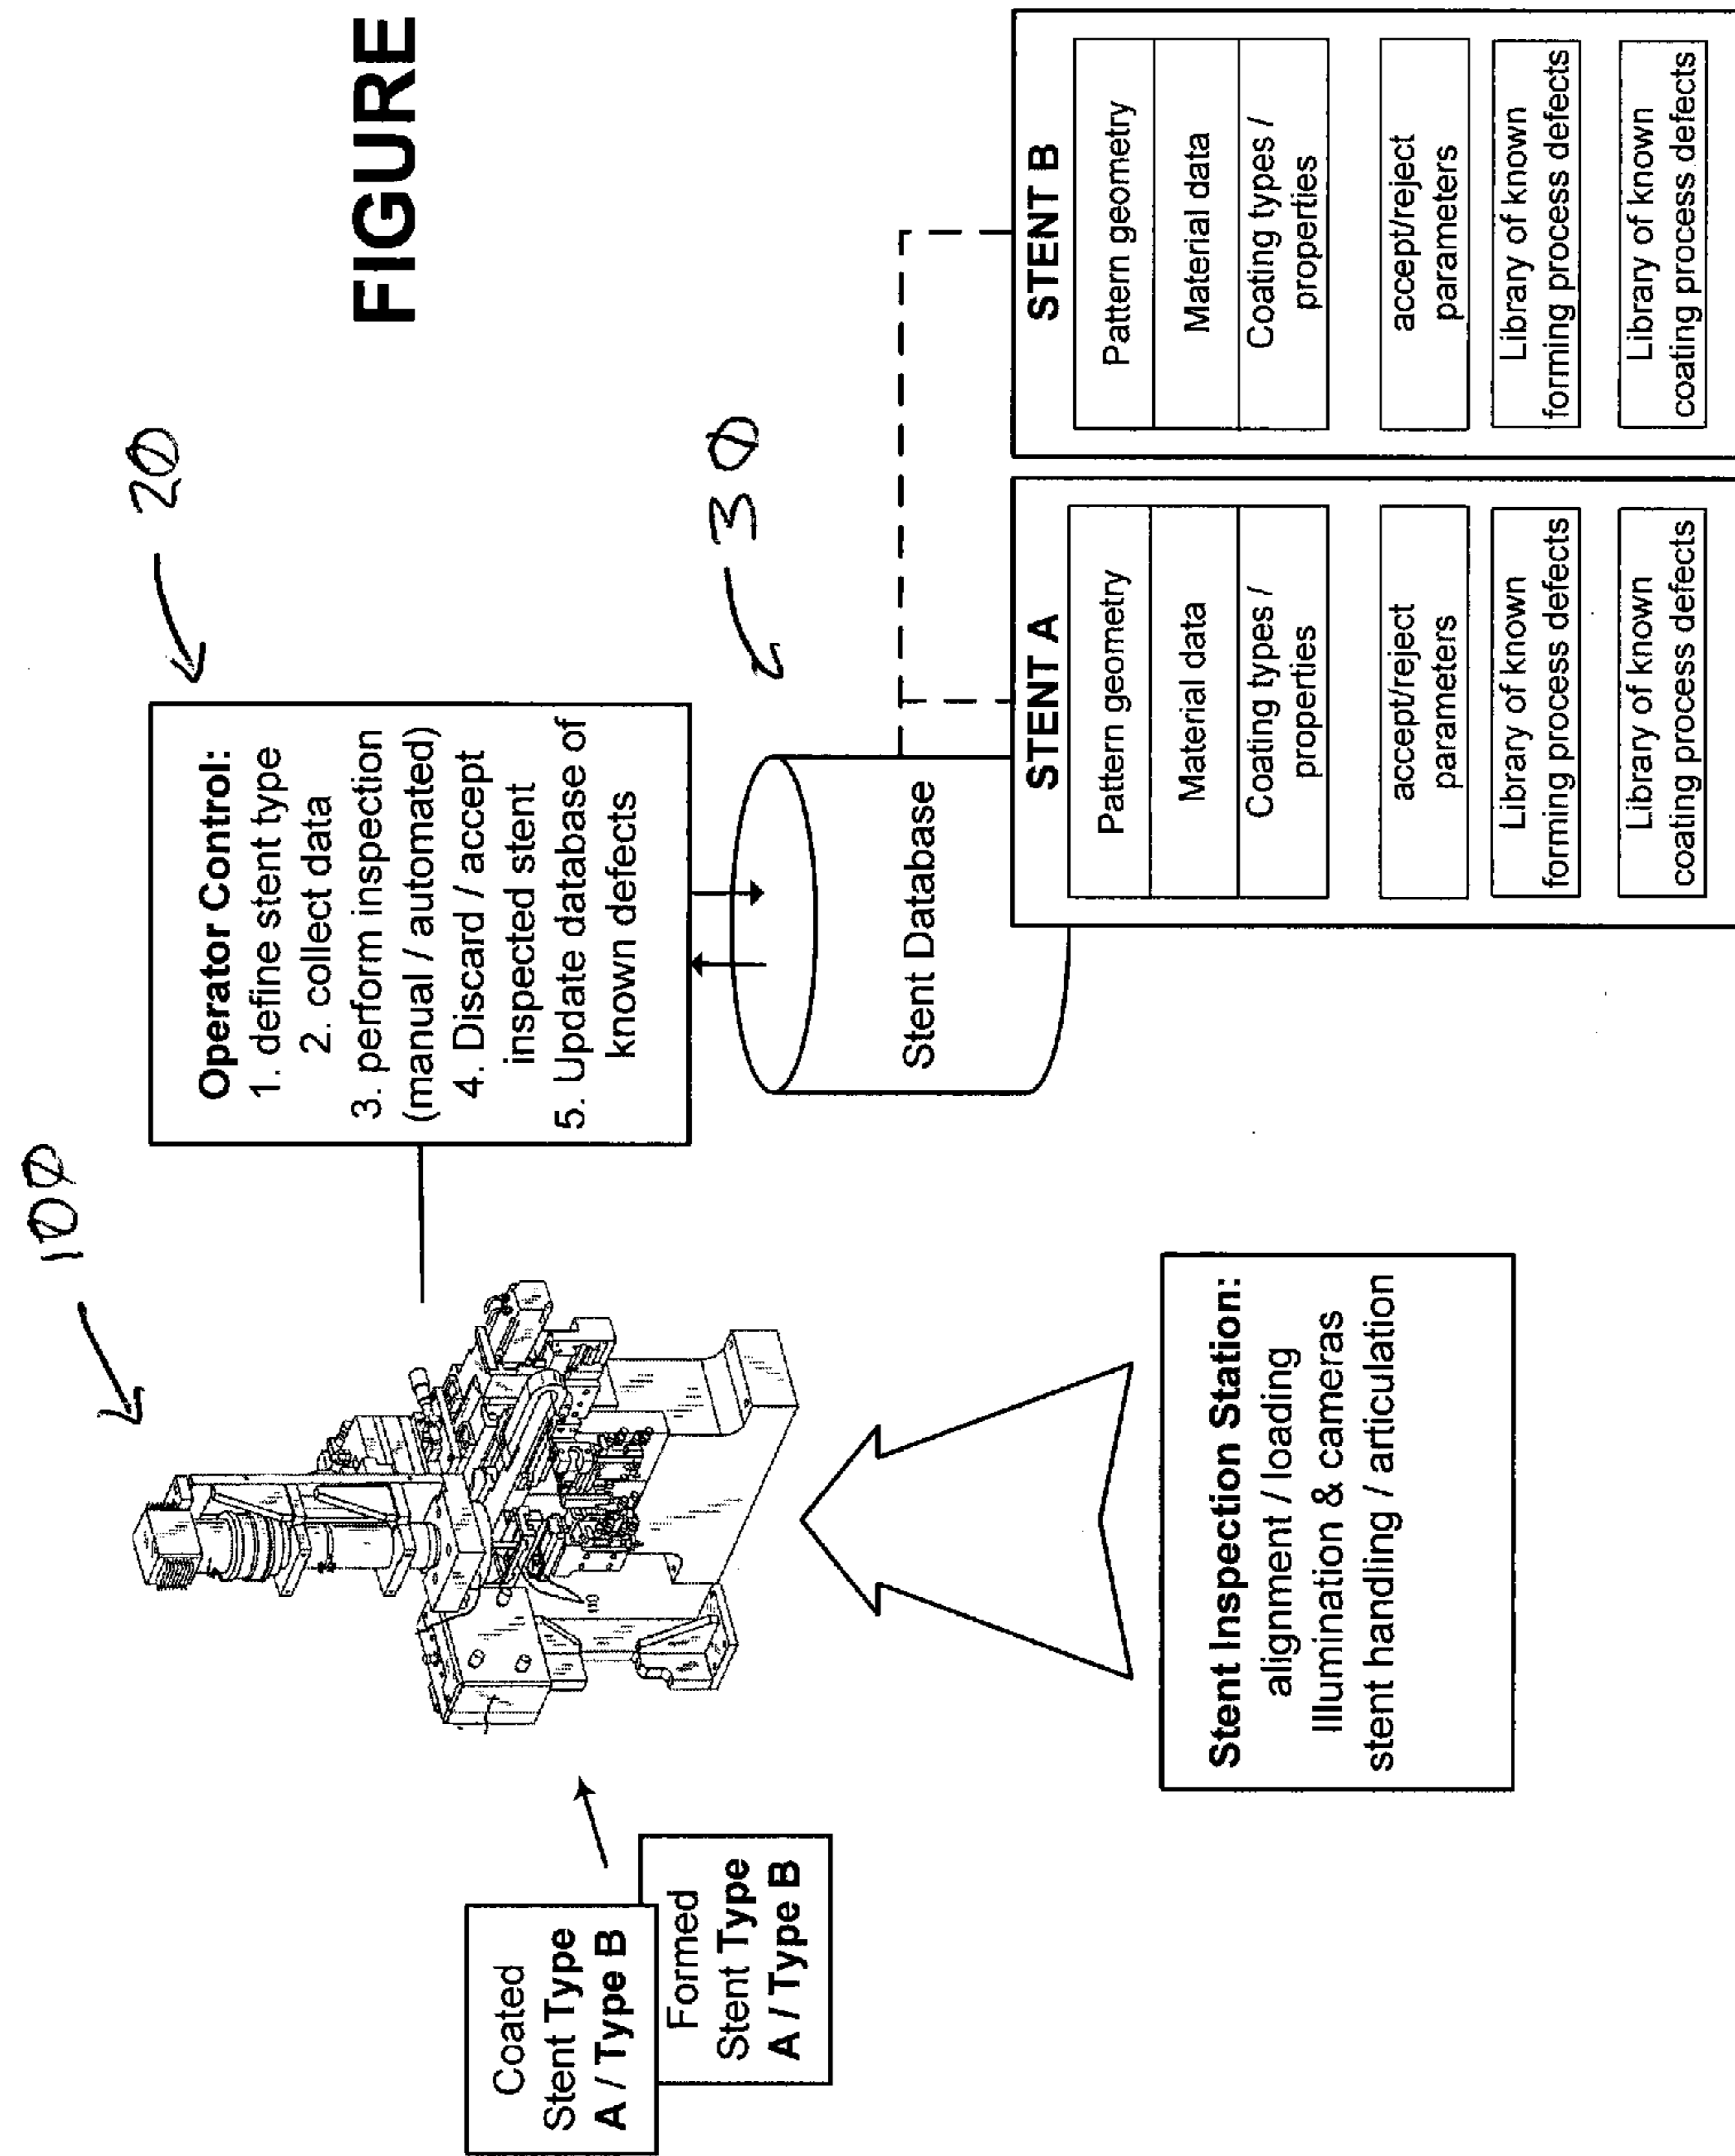 FIGURE
100
20
Operator Control:
1. define stent type
2. collect data
3. perform inspection
(manual / automated)
4. Discard / accept
inspected stent
5. Update database of
known defects
30
Coated
Stent Type
A / Type B
Formed
Stent Type
A / Type B
110
Stent Inspection Station:
alignment / loading
Illumination & cameras
stent handling / articulation
Stent Database
STENT A
Pattern geometry
Material data
Coating types /
properties
accept/reject
parameters
Library of known
forming process defects
Library of known
coating process defects
STENT B
Pattern geometry
Material data
Coating types /
properties
accept/reject
parameters
Library of known
forming process defects
Library of known
coating process defects